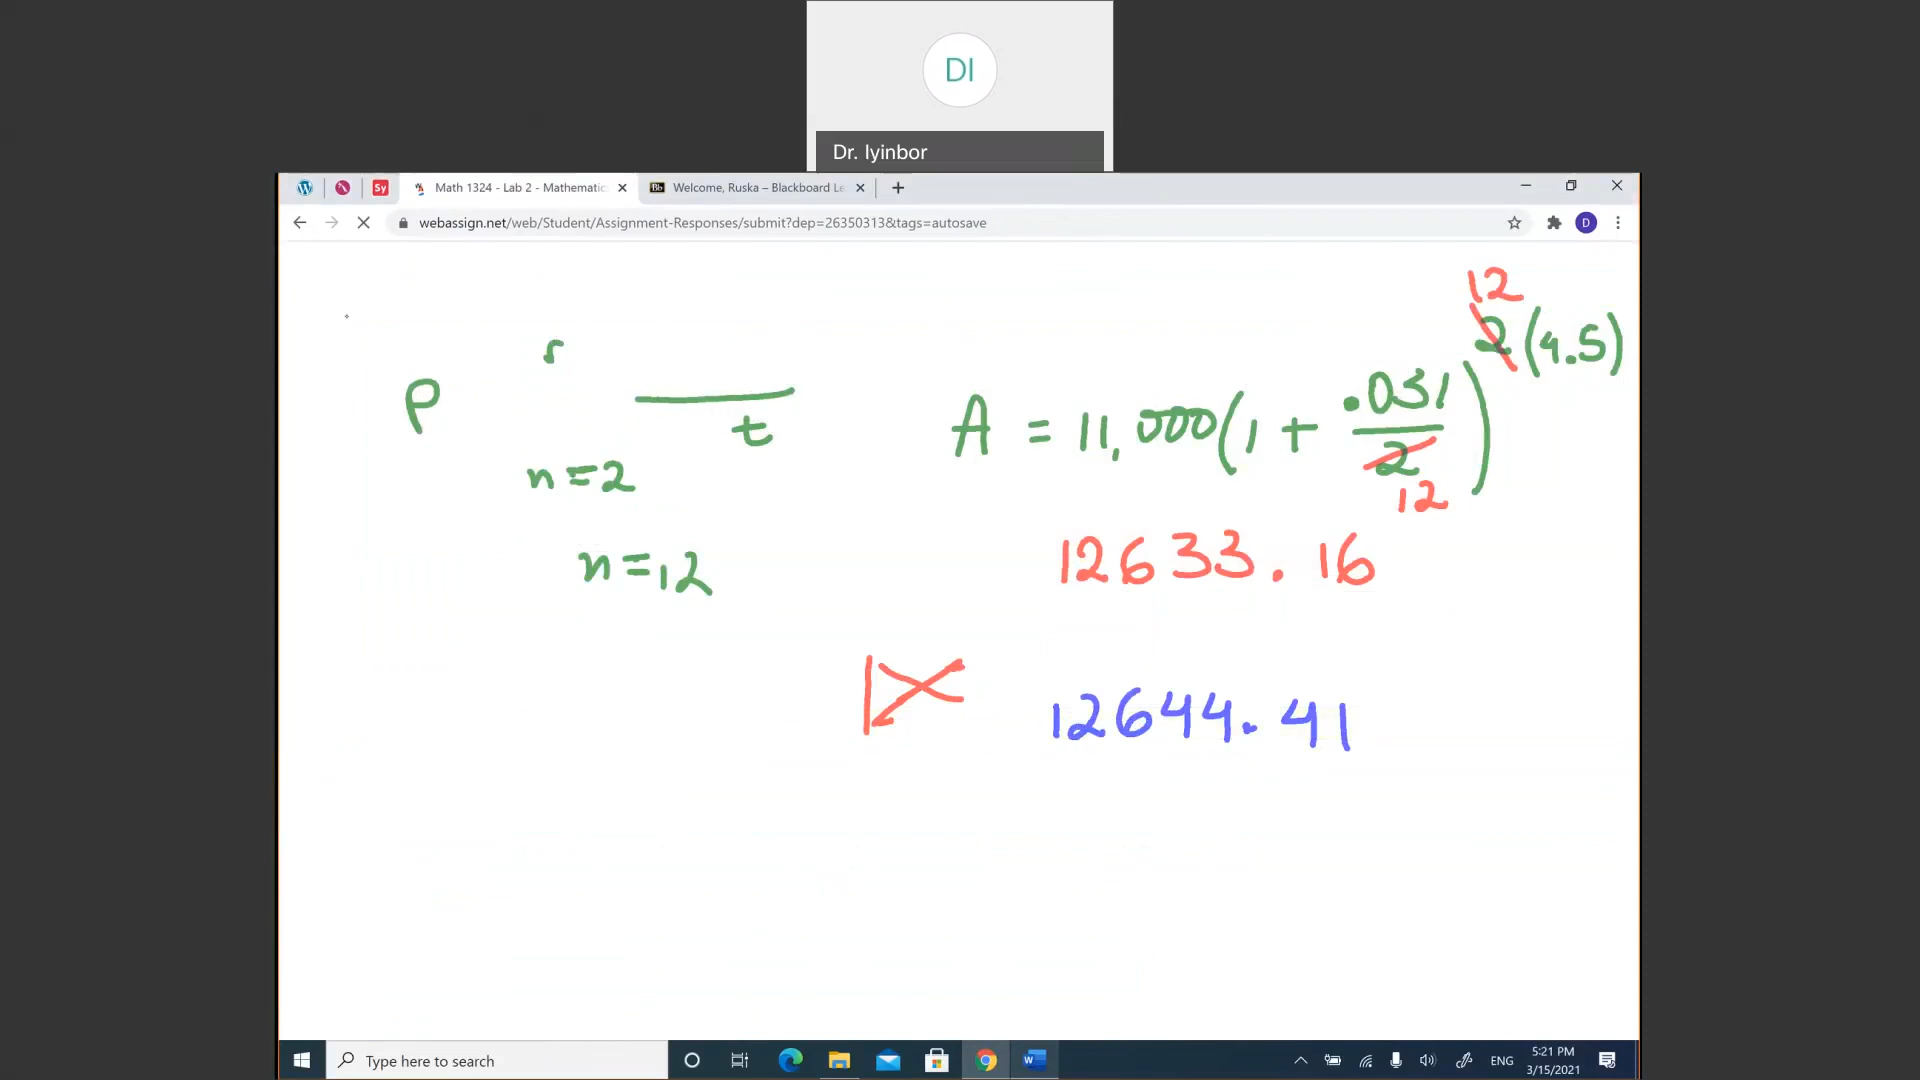 DI
Dr. Iyinbor
Sy
Math 1324 - Lab 2 - Mathematic
Bb
Welcome, Ruska – Blackboard Le
webassign.net/web/Student/Assignment-Responses/submit?dep=26350313&tags=autosave
D
12
2(4.5)
P
r
t
n=2
n=12
A = 11,000(1 + .031/2)
12
12633.16
12644.41
Type here to search
ENG
5:21 PM
3/15/2021